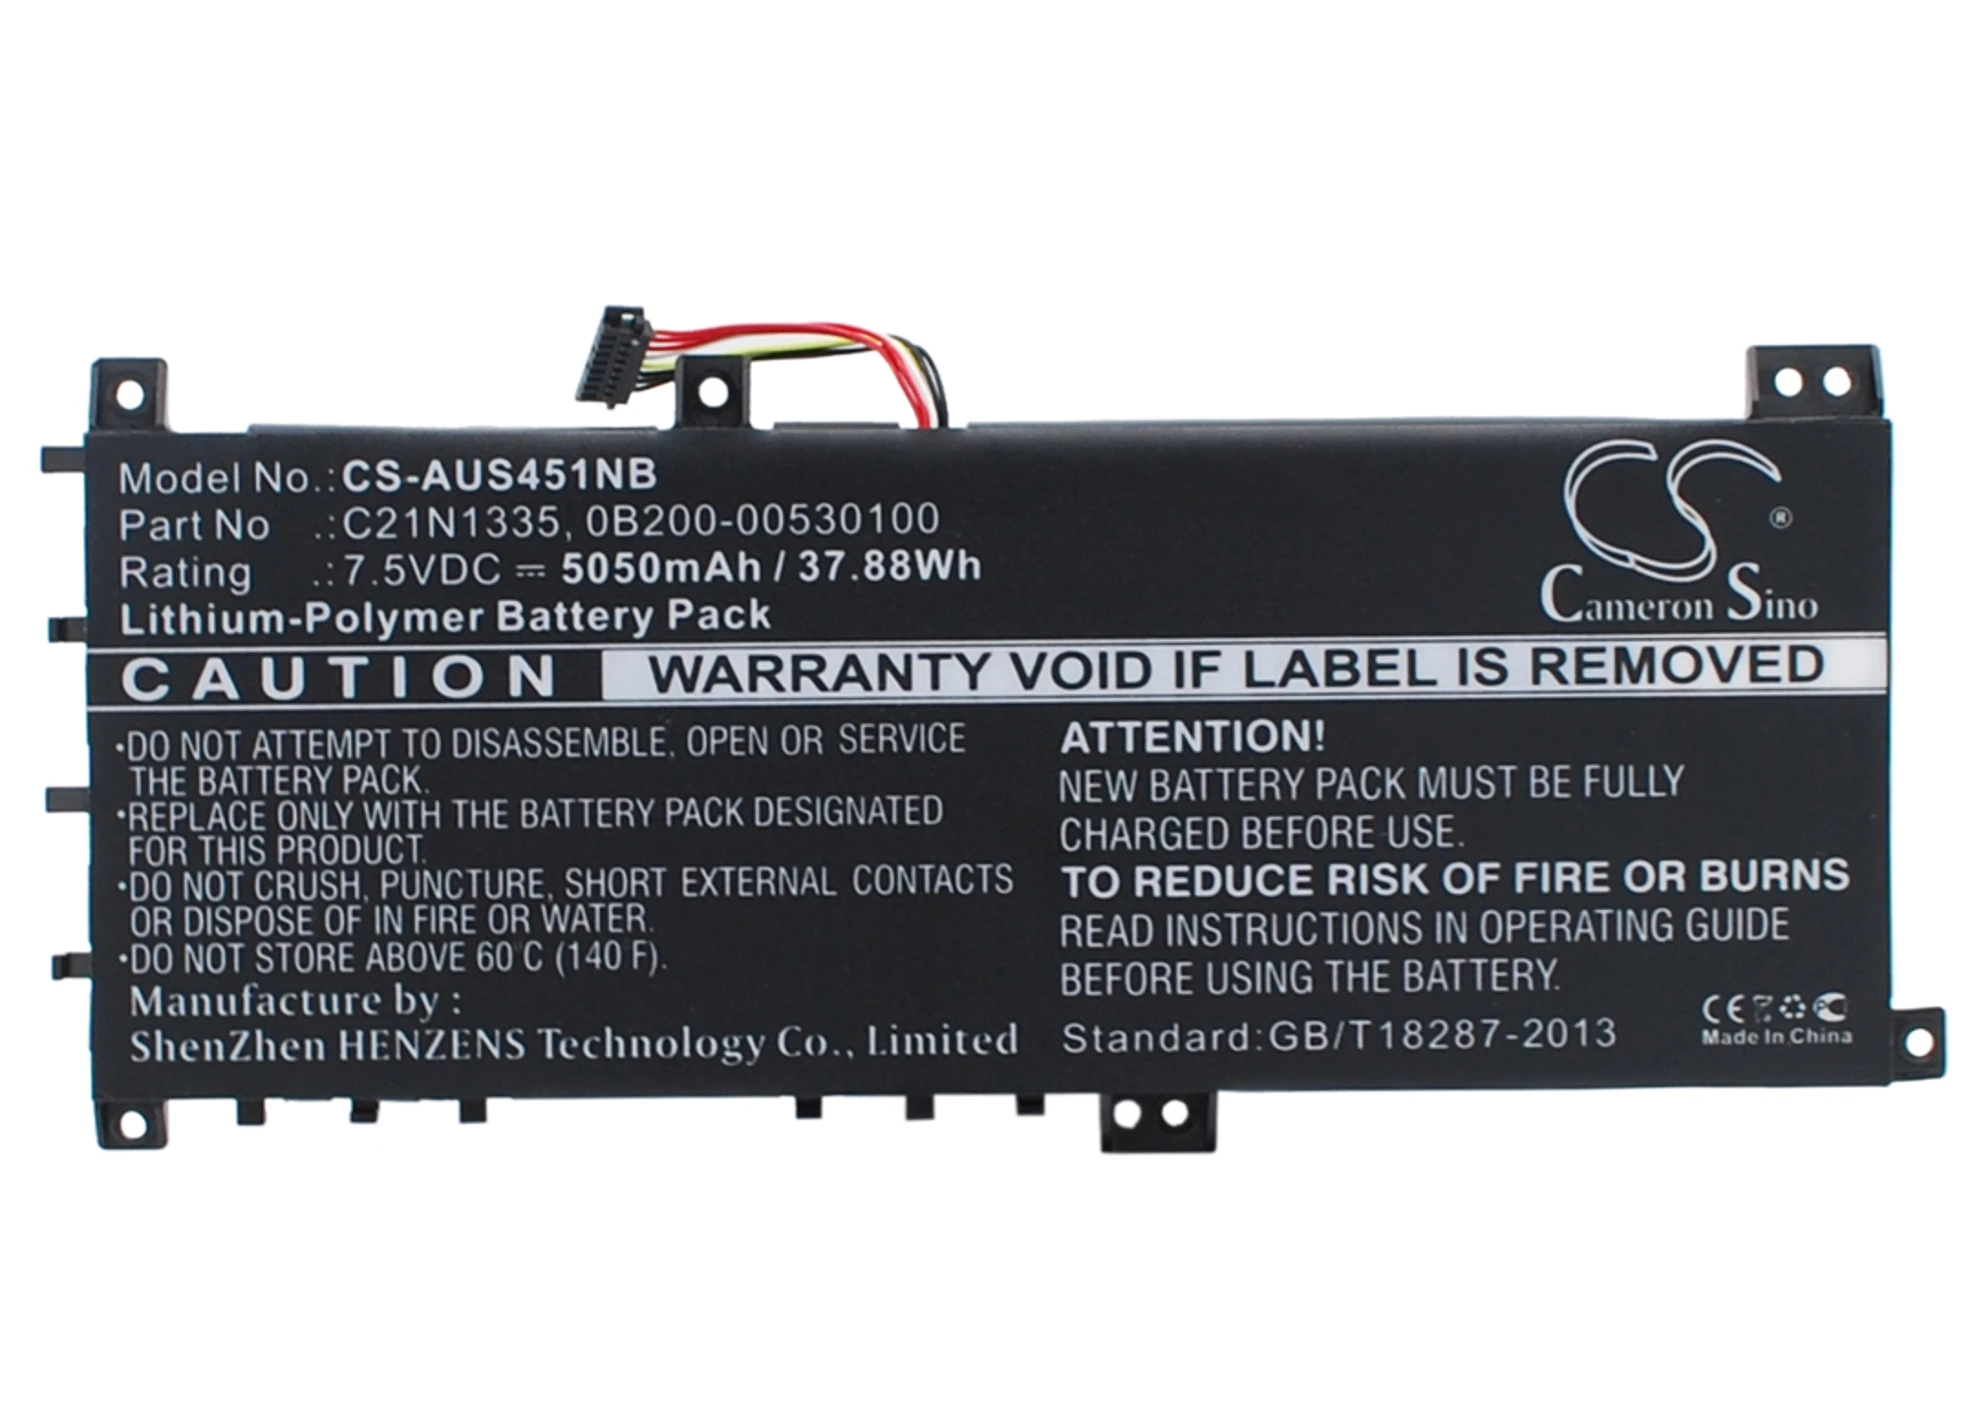 Model No.:CS-AUS451NB
Part No .:C21N1335, 0B200-00530100
Rating .:7.5VDC ⎓ 5050mAh / 37.88Wh
Lithium-Polymer Battery Pack
CS ®
Cameron Sino
CAUTION WARRANTY VOID IF LABEL IS REMOVED
•DO NOT ATTEMPT TO DISASSEMBLE, OPEN OR SERVICE
THE BATTERY PACK.
•REPLACE ONLY WITH THE BATTERY PACK DESIGNATED
FOR THIS PRODUCT.
•DO NOT CRUSH, PUNCTURE, SHORT EXTERNAL CONTACTS
OR DISPOSE OF IN FIRE OR WATER.
•DO NOT STORE ABOVE 60°C (140 F).
Manufacture by :
ShenZhen HENZENS Technology Co., Limited
ATTENTION!
NEW BATTERY PACK MUST BE FULLY
CHARGED BEFORE USE.
TO REDUCE RISK OF FIRE OR BURNS
READ INSTRUCTIONS IN OPERATING GUIDE
BEFORE USING THE BATTERY.
Standard:GB/T18287-2013
CE
Made In China